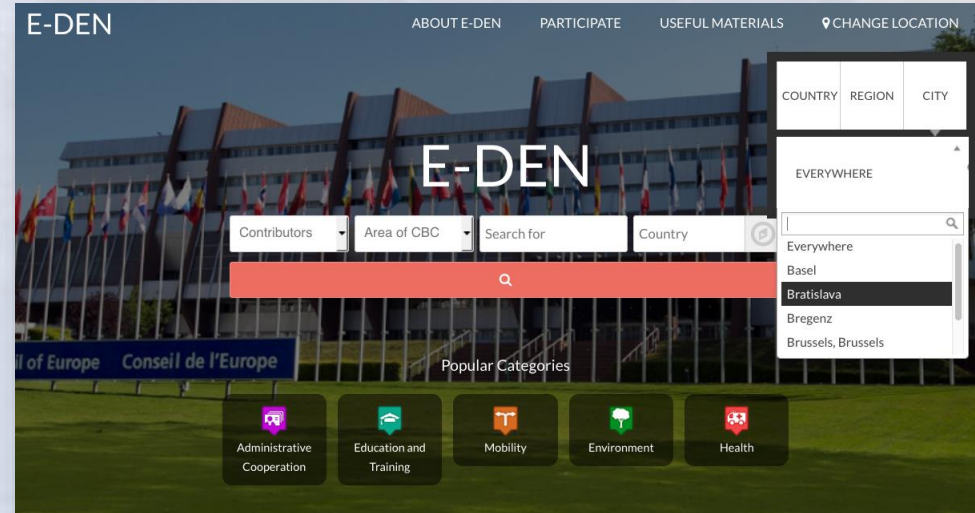 E-DEN
ABOUT E-DEN
PARTICIPATE
USEFUL MATERIALS
CHANGE LOCATION
COUNTRY
REGION
CITY
E-DEN
EVERYWHERE
Contributors
Area of CBC
Search for
Country
Everywhere
Basel
Bratislava
Bregenz
Brussels, Brussels
il of Europe Conseil de l'Europe
Popular Categories
Administrative
Cooperation
Education and
Training
Mobility
Environment
Health